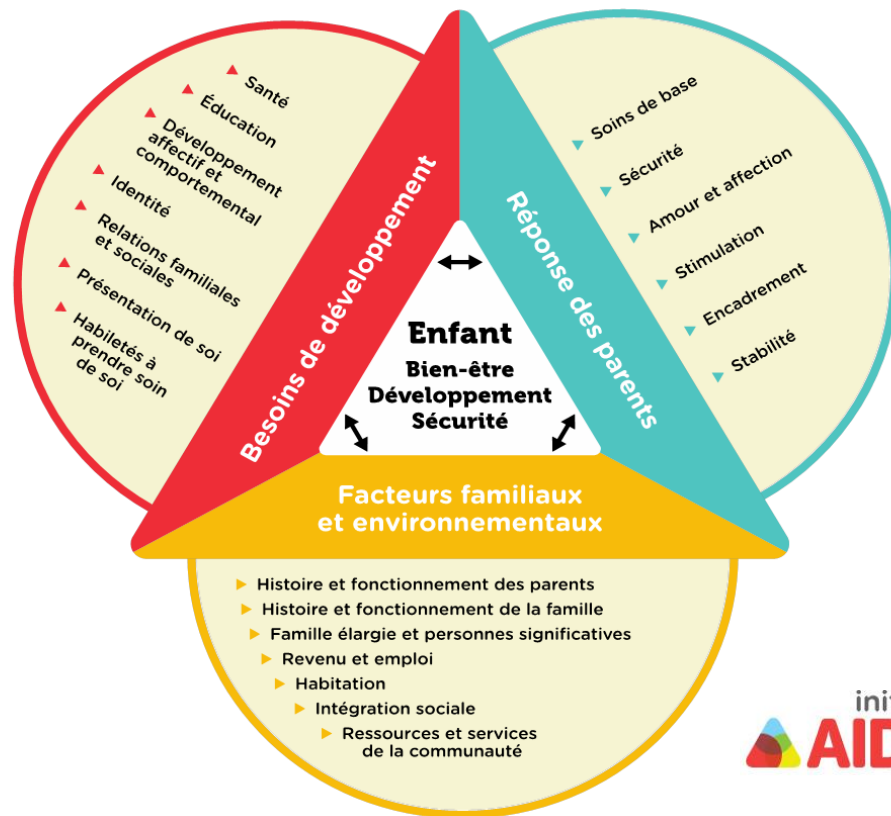 Santé
Éducation
Développement
affectif et
comportemental
Identité
Relations familiales
et sociales
Présentation de soi
Habiletés à
prendre soin
de soi
Besoins de développement
Soins de base
Sécurité
Amour et affection
Stimulation
Encadrement
Stabilité
Réponse des parents
Enfant
Bien-être
Développement
Sécurité
Facteurs familiaux
et environnementaux
Histoire et fonctionnement des parents
Histoire et fonctionnement de la famille
Famille élargie et personnes significatives
Revenu et emploi
Habitation
Intégration sociale
Ressources et services
de la communauté